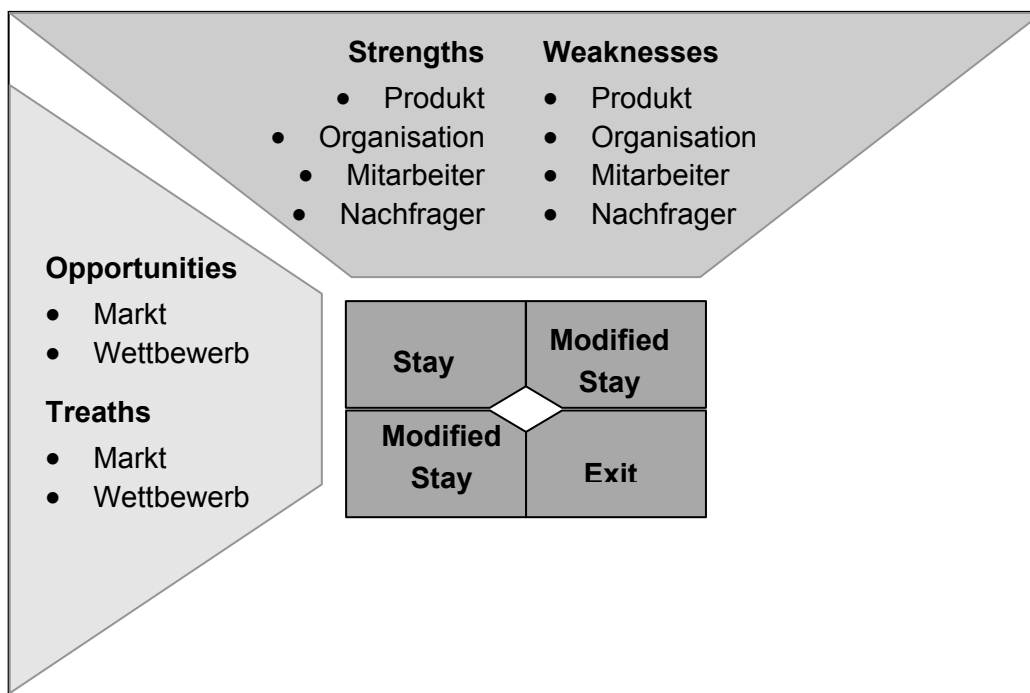 Strengths
• Produkt
• Organisation
• Mitarbeiter
• Nachfrager
Weaknesses
• Produkt
• Organisation
• Mitarbeiter
• Nachfrager
Opportunities
• Markt
• Wettbewerb
Treaths
• Markt
• Wettbewerb
Stay
Modified
Stay
Modified
Stay
Exit